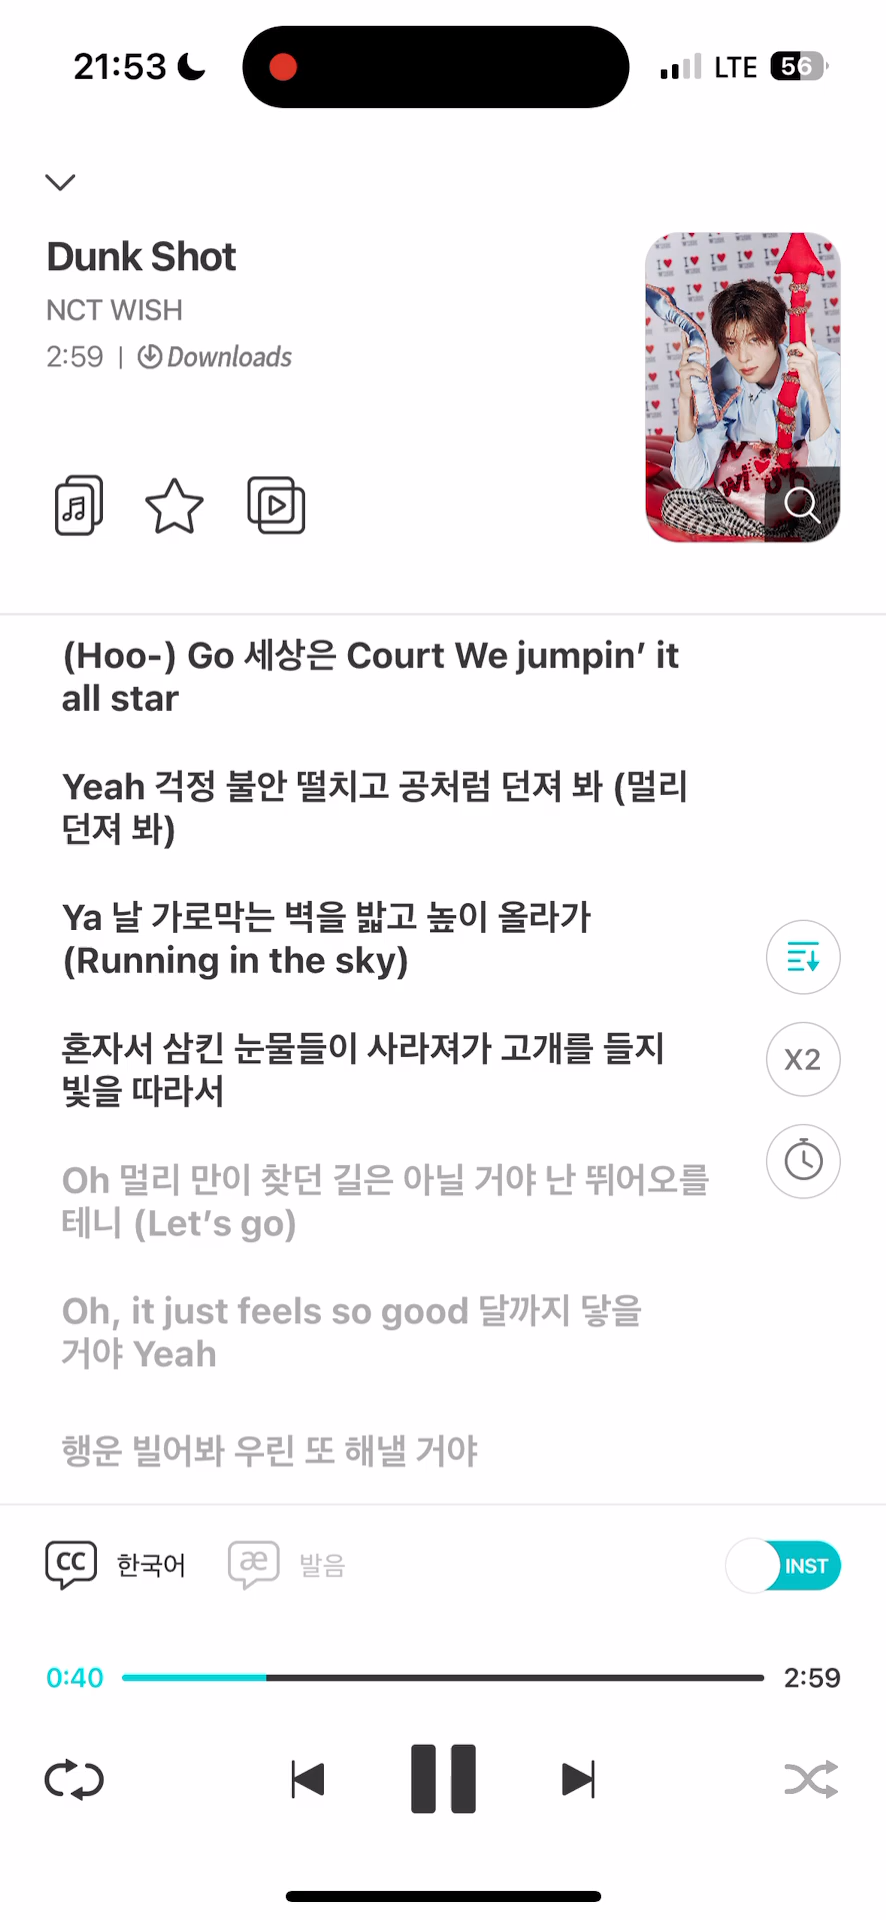 21:53
LTE
56
Dunk Shot
NCT WISH
2:59 | Downloads
(Hoo-) Go 세상은 Court We jumpin’ it
all star
Yeah 걱정 불안 떨치고 공처럼 던져 봐 (멀리
던져 봐)
Ya 날 가로막는 벽을 밟고 높이 올라가
(Running in the sky)
혼자서 삼킨 눈물들이 사라져가 고개를 들지
빛을 따라서
X2
Oh 멀리 만이 찾던 길은 아닐 거야 난 뛰어오를
테니 (Let’s go)
Oh, it just feels so good 달까지 닿을
거야 Yeah
행운 빌어봐 우린 또 해낼 거야
CC 한국어 æ 발음 INST
0:40 2:59